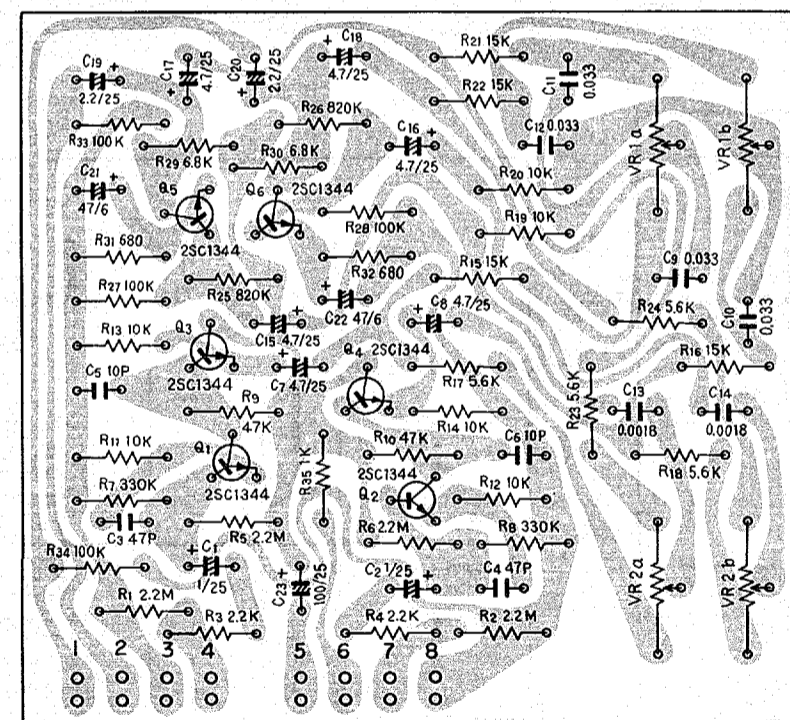 C19
2.2/25
C17
4.7/25
C20
2.2/25
C18
4.7/25
R21 15K
C11
0.033
R22 15K
R33 100K
R26 820K
C16
4.7/25
C12 0.033
VR1a
VR1b
R29 6.8K
R30 6.8K
C21
47/6
Q5
2SC1344
Q6
2SC1344
R20 10K
R28 100K
R19 10K
R31 680
R32 680
R15 15K
C9 0.033
R27 100K
R25 820K
C22 47/6
C8 4.7/25
R24 5.6K
C10
0.033
R13 10K
Q3
2SC1344
C15 4.7/25
C7 4.7/25
Q4
2SC1344
R17 5.6K
R16 15K
C5 10P
R9
4.7K
R14 10K
R23 5.6K
C13
0.0018
C14
0.0018
R11 10K
Q1
2SC1344
R35 1K
R10 47K
C6 10P
R18 5.6K
R7 330K
2SC1344
Q2
R12 10K
C3 47P
R5 2.2M
R6 2.2M
R8 330K
R34 100K
C1
1/25
C23
100/25
C2 1/25
C4 47P
VR2a
VR2b
R1 2.2M
R3 2.2K
R4 2.2K
R2 2.2M
1 2 3 4 5 6 7 8